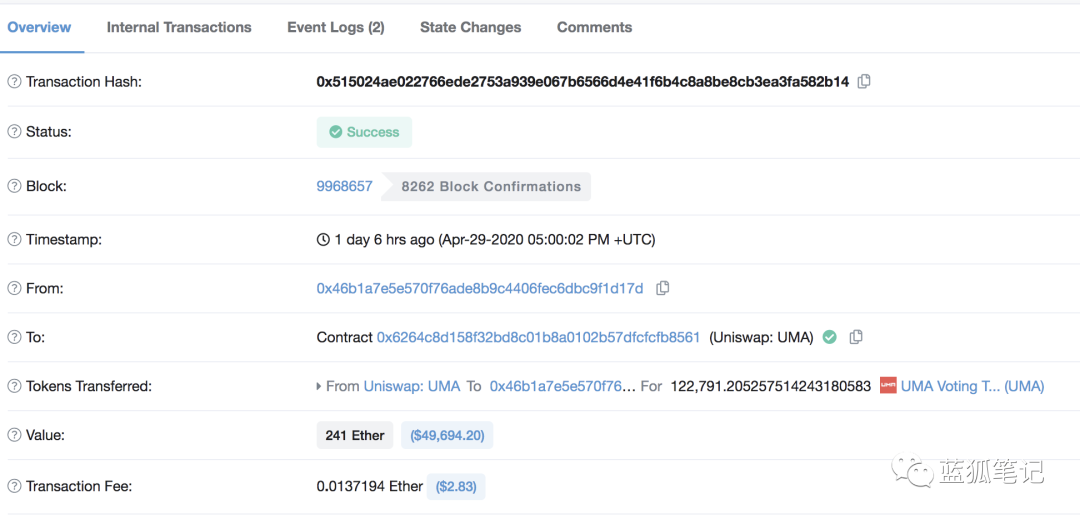 Overview Internal Transactions Event Logs (2) State Changes Comments
Transaction Hash: 0x515024ae022766ede2753a939e067b6566d4e41f6b4c8a8be8cb3ea3fa582b14
Status: Success
Block: 9968657 8262 Block Confirmations
Timestamp: 1 day 6 hrs ago (Apr-29-2020 05:00:02 PM +UTC)
From: 0x46b1a7e5e570f76ade8b9c4406fec6dbc9f1d17d
To: Contract 0x6264c8d158f32bd8c01b8a0102b57dfcfcfb8561 (Uniswap: UMA)
Tokens Transferred: From Uniswap: UMA To 0x46b1a7e5e570f76... For 122,791.205257514243180583 UMA UMA Voting T... (UMA)
Value: 241 Ether ($49,694.20)
Transaction Fee: 0.0137194 Ether ($2.83)
蓝狐笔记